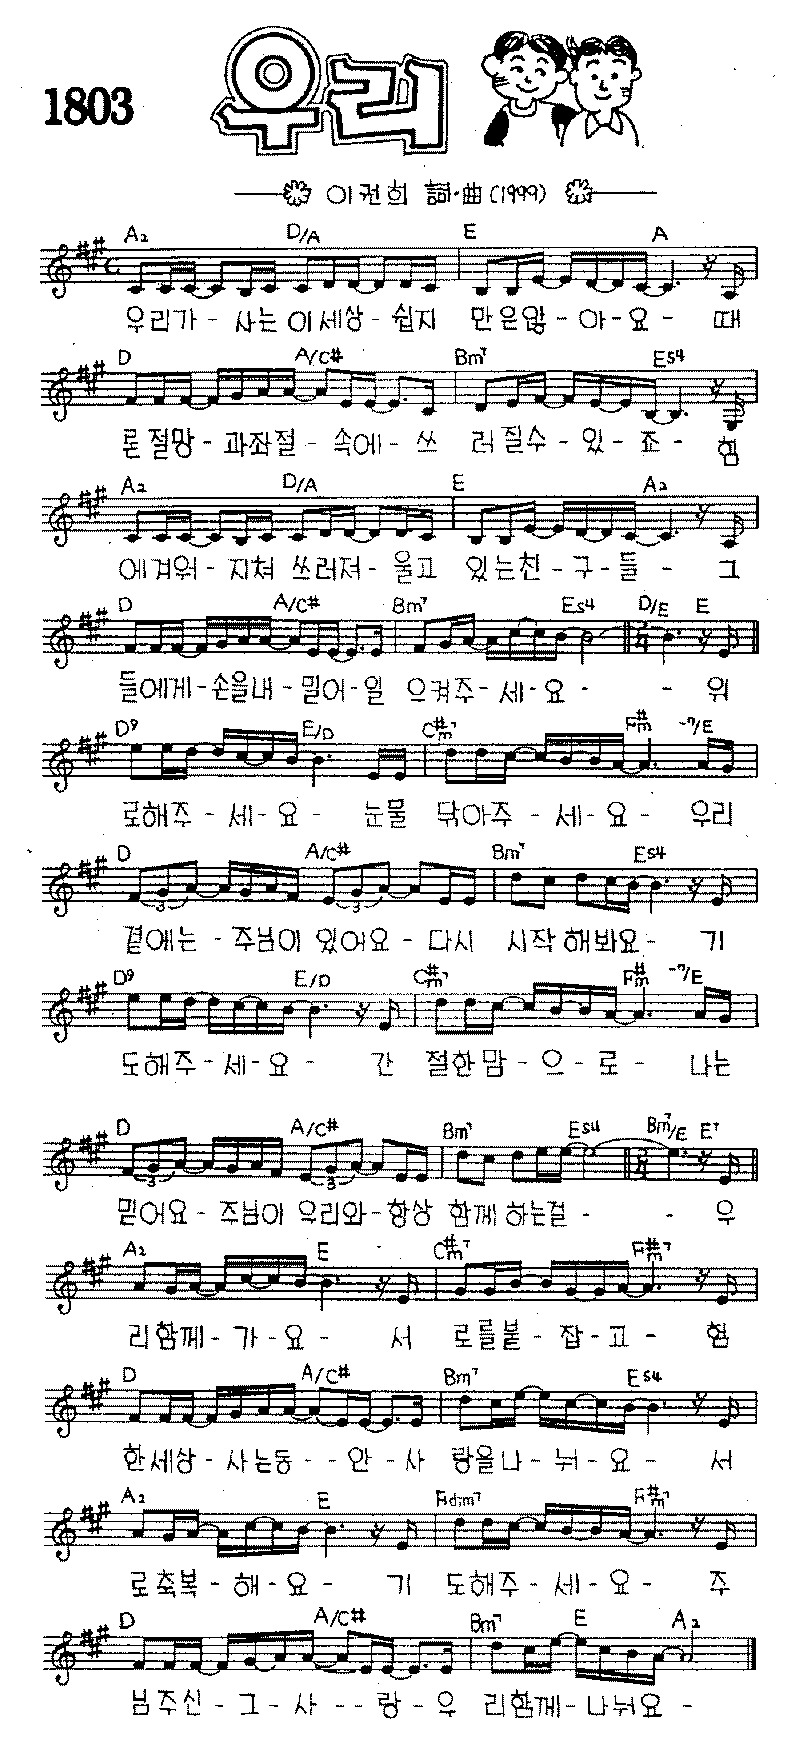 1803
우리
이권희 詞·曲(1999)
A2 D/A E A
우리가 - 사는 이세상 - 쉽지 만은않 - 아 - 요 - 때
D A/C# Bm7 Es4
론 절망 - 과좌절 - 속에 - 쓰 러질수 - 있 - 죠 - 힘
A2 D/A E A2
에겨워 - 지쳐 쓰러져 - 울고 있는친 - 구 - 들 - 그
D A/C# Bm7 Es4 D/E E
들에게 - 손을내 - 밀어 - 일 으켜주 - 세 - 요 - - 위
D9 E/D C#m7 F#m -7/E
로해주 - 세 - 요 - 눈물 닦아주 - 세 - 요 - 우리
D A/C# Bm7 Es4
곁에는 - 주님이 있어요 - 다시 시작 해봐요 - 기
D9 E/D C#m7 F#m -7/E
도해주 - 세 - 요 - 간 절한맘 - 으 - 로 - 나는
D A/C# Bm7 Es4 Bm7/E E7
믿어요 - 주님이 우리와 - 항상 함께 하는걸 - - 우
A2 E C#m7 F#m7
리함께 - 가 - 요 - 서 로를붙 - 잡 - 고 - 험
D A/C# Bm7 Es4
한세상 - 사는동 - - 안 - 사 랑을나 - 눠 - 요 - 서
A2 E Adim7 F#m7
로축복 - 해 - 요 - 기 도해주 - 세 - 요 - 주
D A/C# Bm7 E A2
님주신 - 그 - 사 - - 랑 - 우 리함께 - 나눠요 -